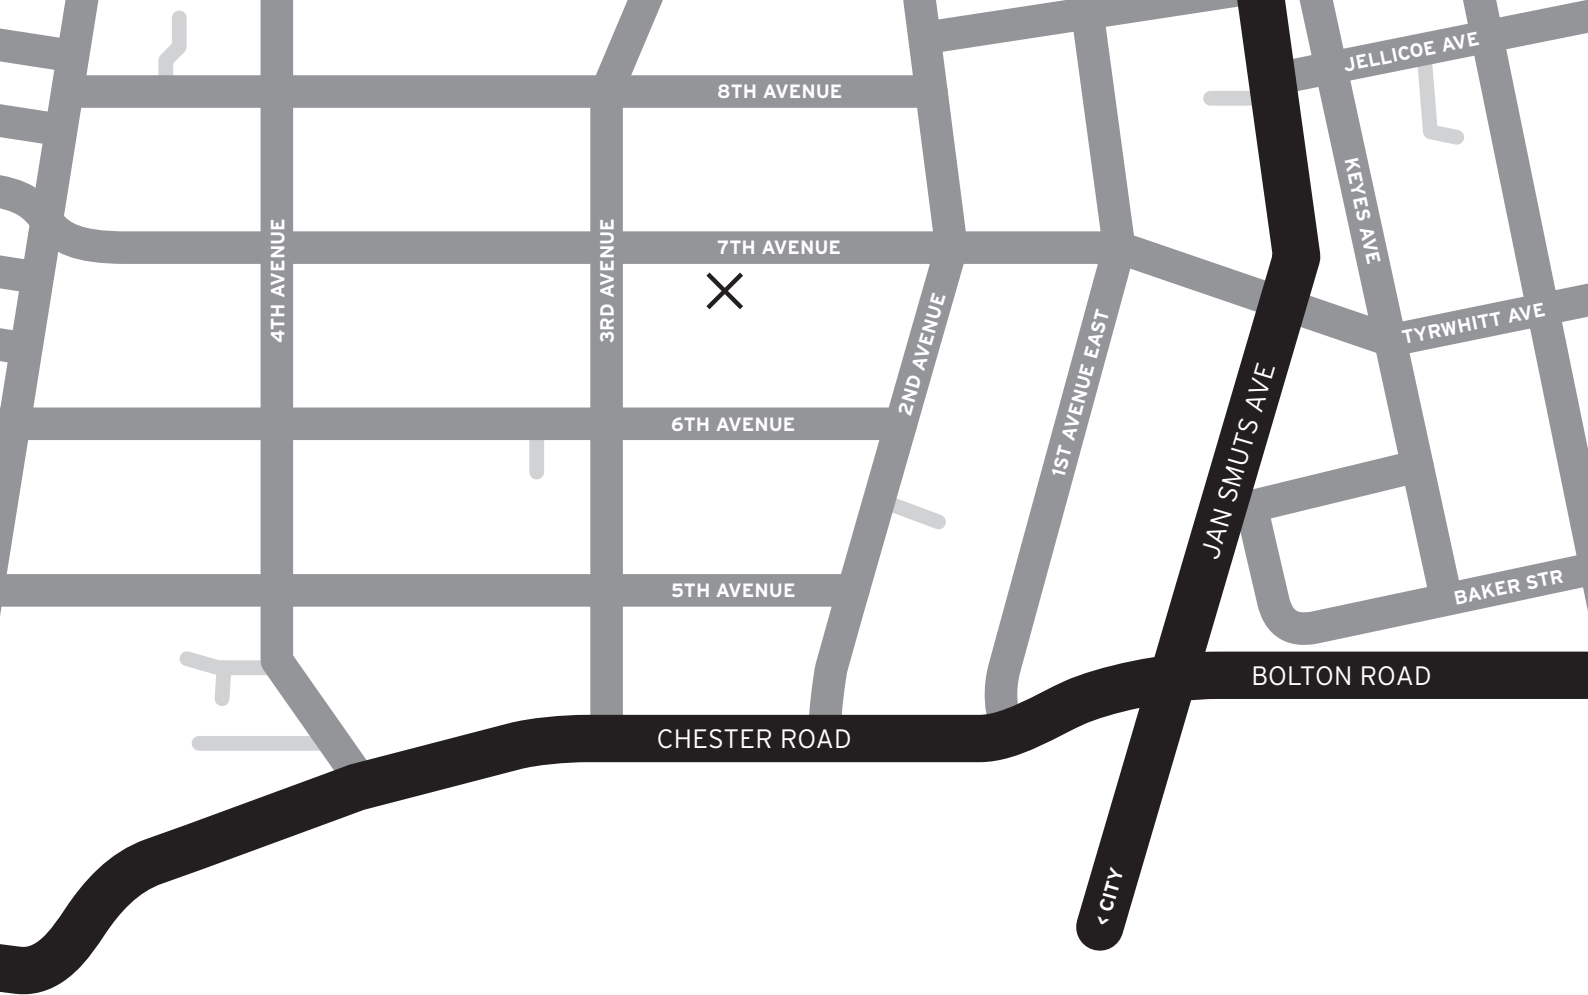 JELLICOE AVE
8TH AVENUE
KEYES AVE
4TH AVENUE
3RD AVENUE
7TH AVENUE
2ND AVENUE
1ST AVENUE EAST
TYRWHITT AVE
JAN SMUTS AVE
6TH AVENUE
5TH AVENUE
BAKER STR
BOLTON ROAD
CHESTER ROAD
< CITY